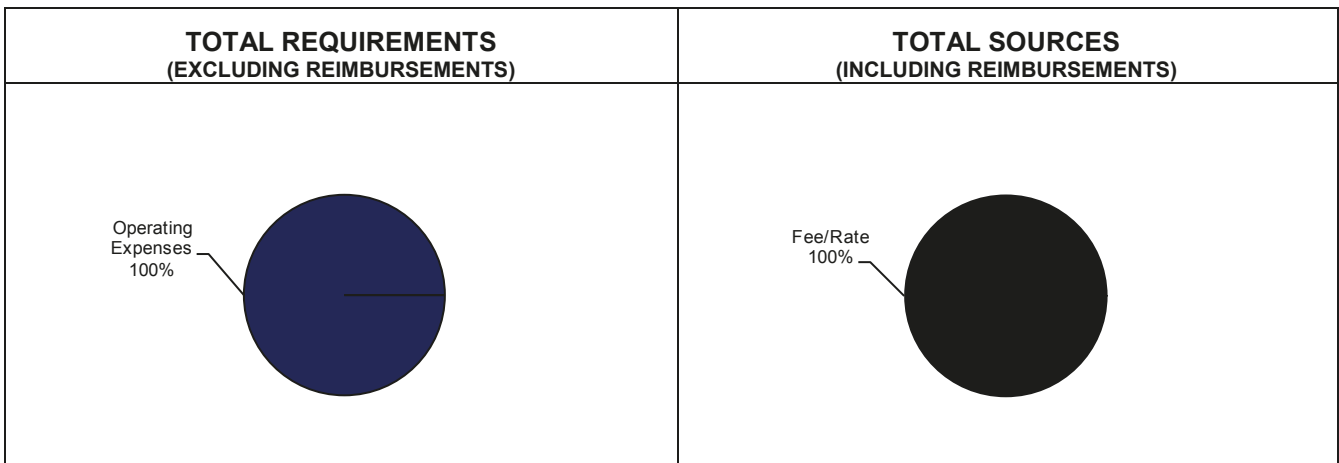 TOTAL REQUIREMENTS
(EXCLUDING REIMBURSEMENTS)
TOTAL SOURCES
(INCLUDING REIMBURSEMENTS)
Operating
Expenses
100%
Fee/Rate
100%